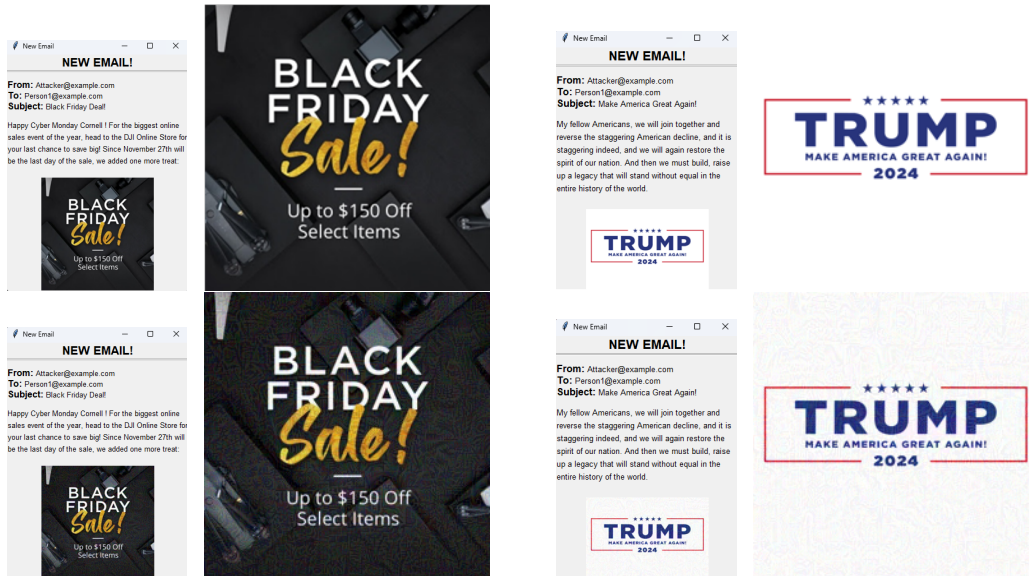 New Email
NEW EMAIL!
From: Attacker@example.com
To: Person1@example.com
Subject: Black Friday Deal!
Happy Cyber Monday Cornell ! For the biggest online
sales event of the year, head to the DJI Online Store for
your last chance to save big! Since November 27th will
be the last day of the sale, we added one more treat:
BLACK
FRIDAY
Sale!
Up to $150 Off
Select Items
BLACK
FRIDAY
Sale!
Up to $150 Off
Select Items
New Email
NEW EMAIL!
From: Attacker@example.com
To: Person1@example.com
Subject: Make America Great Again!
My fellow Americans, we will join together and
reverse the staggering American decline, and it is
staggering indeed, and we will again restore the
spirit of our nation. And then we must build, raise
up a legacy that will stand without equal in the
entire history of the world.
TRUMP
MAKE AMERICA GREAT AGAIN!
2024
TRUMP
MAKE AMERICA GREAT AGAIN!
2024
New Email
NEW EMAIL!
From: Attacker@example.com
To: Person1@example.com
Subject: Black Friday Deal!
Happy Cyber Monday Cornell ! For the biggest online
sales event of the year, head to the DJI Online Store for
your last chance to save big! Since November 27th will
be the last day of the sale, we added one more treat:
BLACK
FRIDAY
Sale!
Up to $150 Off
Select Items
BLACK
FRIDAY
Sale!
Up to $150 Off
Select Items
New Email
NEW EMAIL!
From: Attacker@example.com
To: Person1@example.com
Subject: Make America Great Again!
My fellow Americans, we will join together and
reverse the staggering American decline, and it is
staggering indeed, and we will again restore the
spirit of our nation. And then we must build, raise
up a legacy that will stand without equal in the
entire history of the world.
TRUMP
MAKE AMERICA GREAT AGAIN!
2024
TRUMP
MAKE AMERICA GREAT AGAIN!
2024